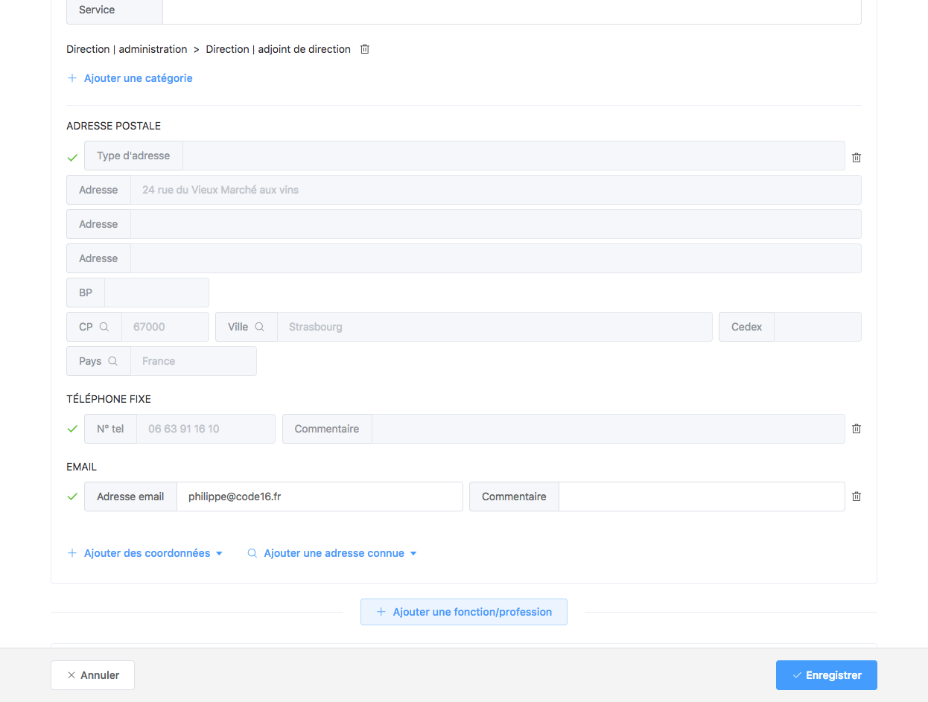 Service
Direction | administration > Direction | adjoint de direction
+ Ajouter une catégorie
ADRESSE POSTALE
Type d'adresse
Adresse 24 rue du Vieux Marché aux vins
Adresse
Adresse
BP
CP 67000 Ville Strasbourg Cedex
Pays France
TÉLÉPHONE FIXE
N° tel 06 63 91 16 10 Commentaire
EMAIL
Adresse email philippe@code16.fr Commentaire
+ Ajouter des coordonnées Ajouter une adresse connue
+ Ajouter une fonction/profession
× Annuler Enregistrer